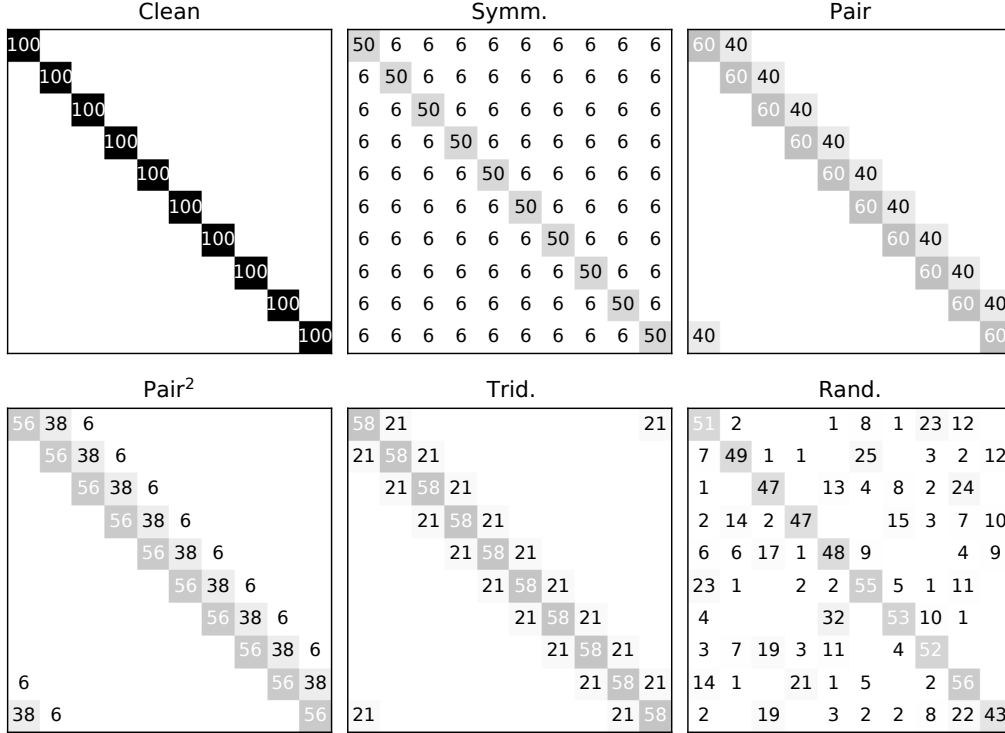 Clean Symm. Pair
100 50 6 6 6 6 6 6 6 6 6 60 40
100 6 50 6 6 6 6 6 6 6 6 60 40
100 6 6 50 6 6 6 6 6 6 6 60 40
100 6 6 6 50 6 6 6 6 6 6 60 40
100 6 6 6 6 50 6 6 6 6 6 60 40
100 6 6 6 6 6 50 6 6 6 6 60 40
100 6 6 6 6 6 6 50 6 6 6 60 40
100 6 6 6 6 6 6 6 50 6 6 60 40
100 6 6 6 6 6 6 6 6 50 6 60 40
100 6 6 6 6 6 6 6 6 6 50 40 60
Pair² Trid. Rand.
56 38 6 58 21 21 51 2 1 8 1 23 12
56 38 6 21 58 21 7 49 1 1 25 3 2 12
56 38 6 21 58 21 1 47 13 4 8 2 24
56 38 6 21 58 21 2 14 2 47 15 3 7 10
56 38 6 21 58 21 6 6 17 1 48 9 4 9
56 38 6 21 58 21 23 1 2 2 55 5 1 11
56 38 6 21 58 21 4 32 53 10 1
56 38 6 21 58 21 3 7 19 3 11 4 52
6 56 38 21 58 21 14 1 21 1 5 2 56
38 6 56 21 21 58 2 19 3 2 2 8 22 43